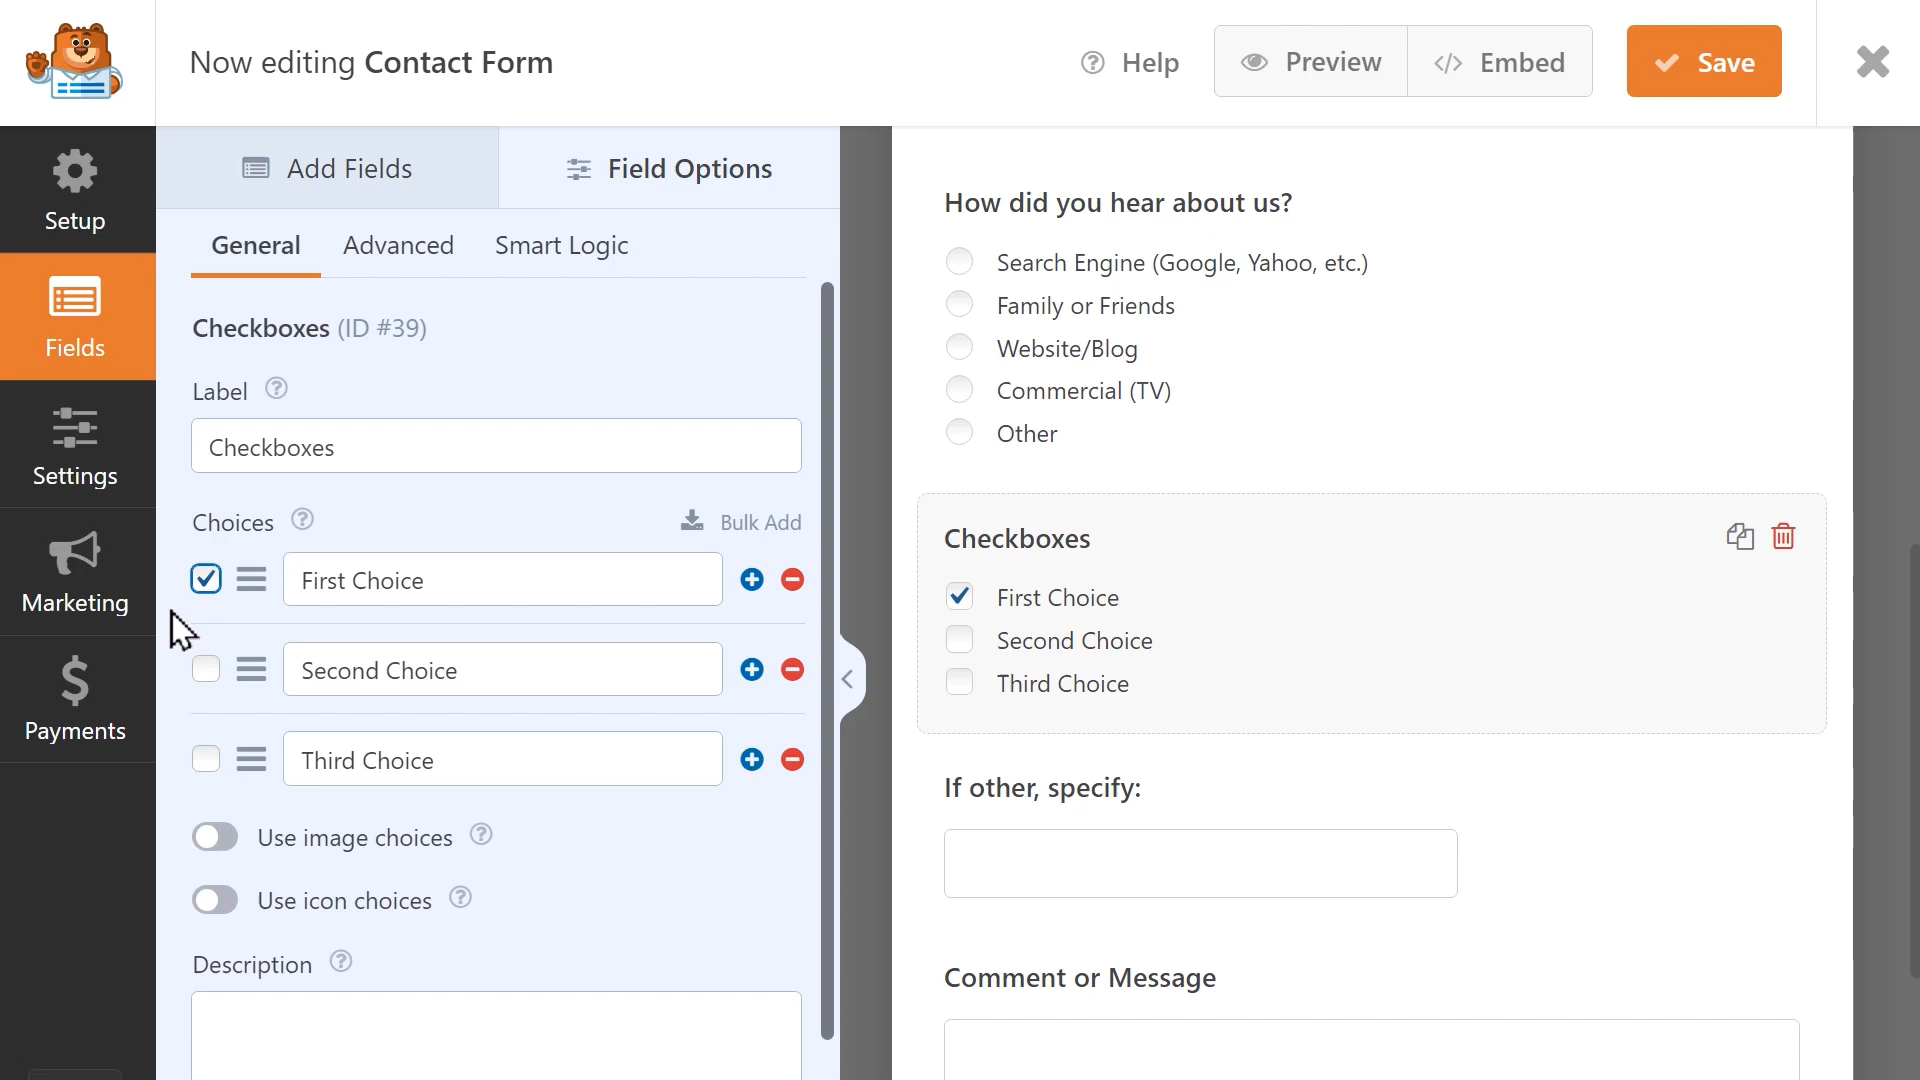 Now editing Contact Form
Help
Preview
Embed
Save
Setup
Fields
Settings
Marketing
Payments
Add Fields
Field Options
General
Advanced
Smart Logic
Checkboxes (ID #39)
Label
Checkboxes
Choices
Bulk Add
First Choice
Second Choice
Third Choice
Use image choices
Use icon choices
Description
How did you hear about us?
Search Engine (Google, Yahoo, etc.)
Family or Friends
Website/Blog
Commercial (TV)
Other
Checkboxes
First Choice
Second Choice
Third Choice
If other, specify:
Comment or Message